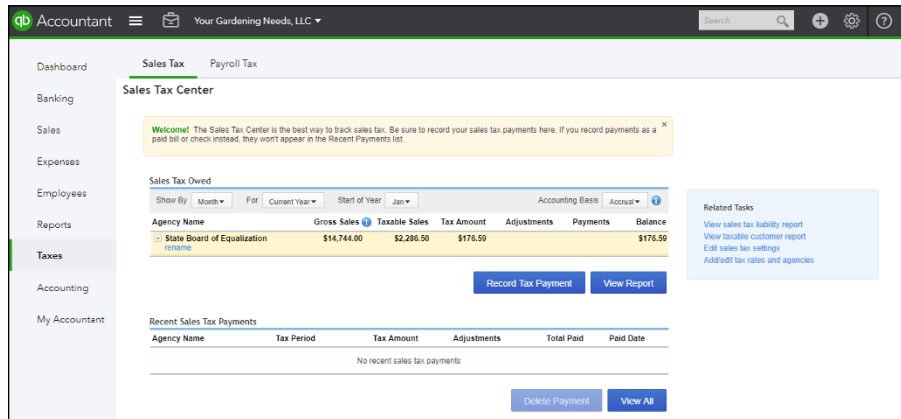 qb Accountant Your Gardening Needs, LLC Search
Dashboard
Banking
Sales
Expenses
Employees
Reports
Taxes
Accounting
My Accountant
Sales Tax Payroll Tax
Sales Tax Center
Welcome! The Sales Tax Center is the best way to track sales tax. Be sure to record your sales tax payments here. If you record payments as a
paid bill or check instead, they won't appear in the Recent Payments list.
Sales Tax Owed
Show By Month For Current Year Start of Year Jan Accounting Basis Accrual
Agency Name Gross Sales Taxable Sales Tax Amount Adjustments Payments Balance
State Board of Equalization $14,744.00 $2,286.50 $176.59 $176.59
rename
Record Tax Payment View Report
Recent Sales Tax Payments
Agency Name Tax Period Tax Amount Adjustments Total Paid Paid Date
No recent sales tax payments
Delete Payment View All
Related Tasks
View sales tax liability report
View taxable customer report
Edit sales tax settings
Add/edit tax rates and agencies